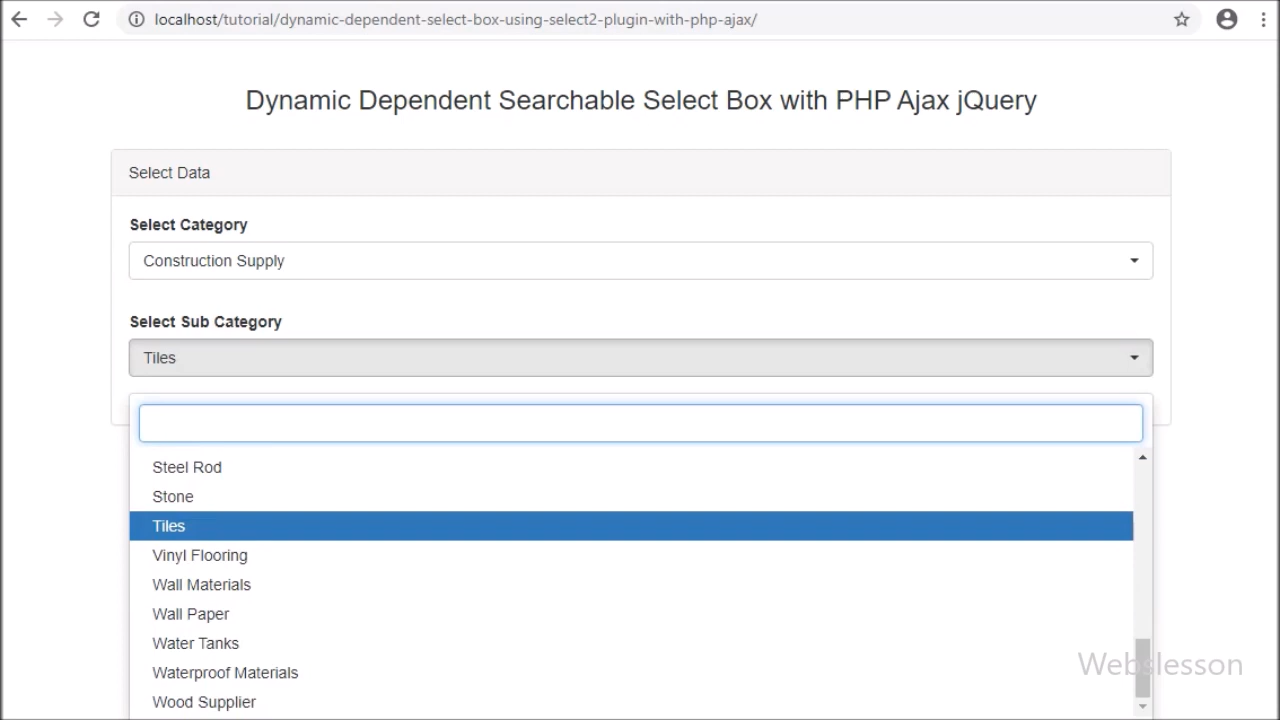 localhost/tutorial/dynamic-dependent-select-box-using-select2-plugin-with-php-ajax/
Dynamic Dependent Searchable Select Box with PHP Ajax jQuery
Select Data
Select Category
Construction Supply
Select Sub Category
Tiles
Steel Rod
Stone
Tiles
Vinyl Flooring
Wall Materials
Wall Paper
Water Tanks
Waterproof Materials
Wood Supplier
Webslesson